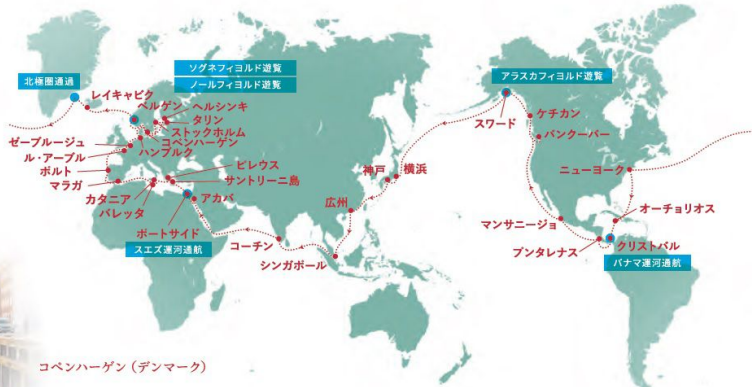 ソグネフィヨルド遊覧
ノールフィヨルド遊覧
北極圏通過
レイキャビク
ベルゲン
ヘルシンキ
タリン
ストックホルム
コペンハーゲン
ハンブルク
ゼーブルージュ
ル・アーブル
ポルト
マラガ
カタニア
バレッタ
ピレウス
サントリーニ島
アカバ
ポートサイド
スエズ運河通航
コーチン
シンガポール
広州
神戸
横浜
アラスカフィヨルド遊覧
スワード
ケチカン
バンクーバー
ニューヨーク
オーチョリオス
マンサニージョ
プンタレナス
クリストバル
パナマ運河通航
コペンハーゲン（デンマーク）